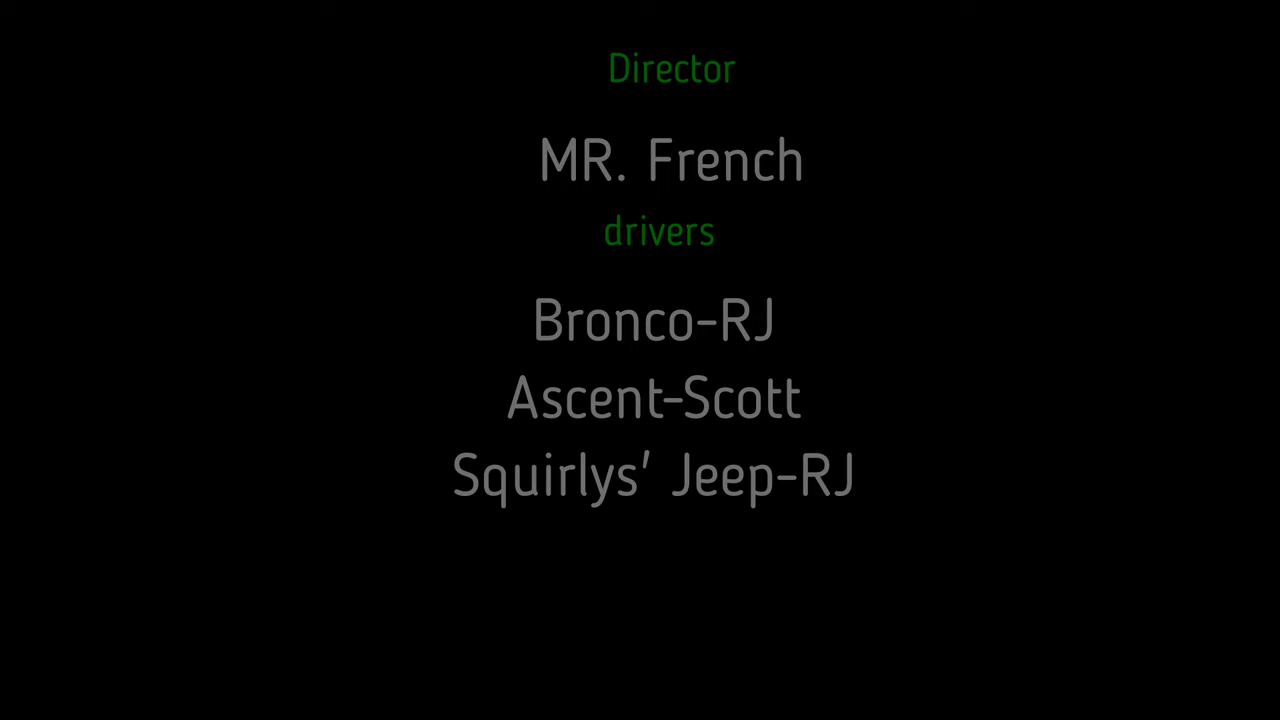 Director
MR. French
drivers
Bronco-RJ
Ascent-Scott
Squirlys' Jeep-RJ